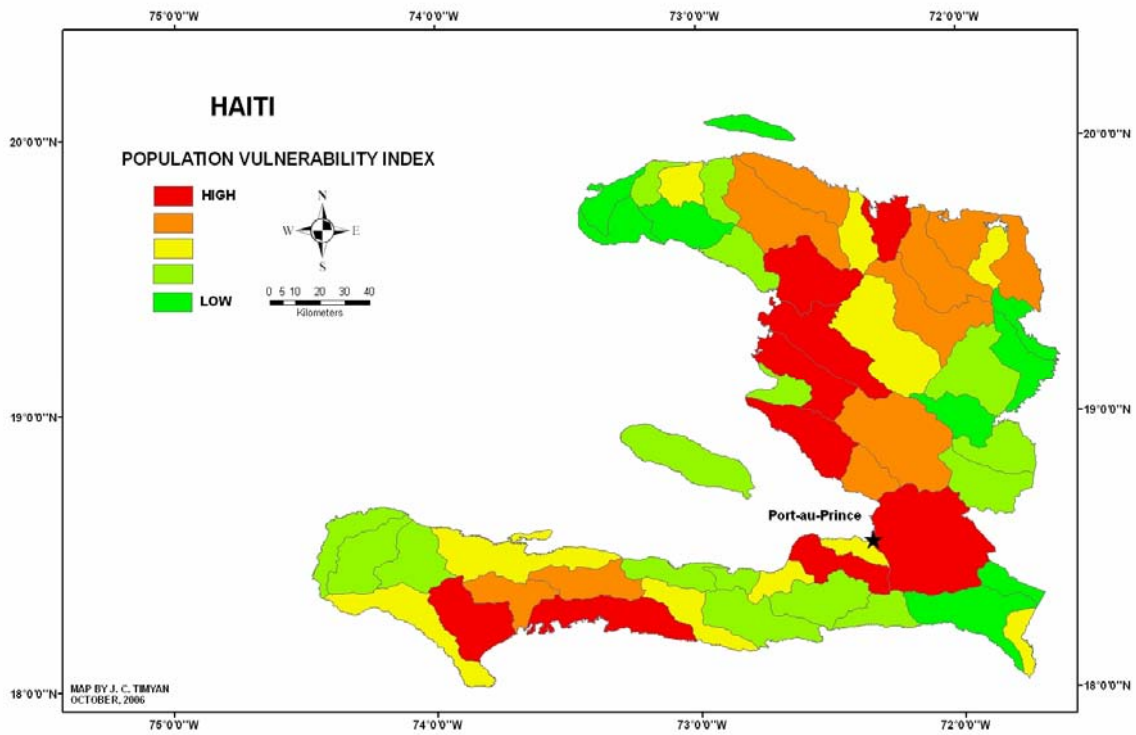 75°0'0"W 74°0'0"W 73°0'0"W 72°0'0"W
HAITI
20°0'0"N 20°0'0"N
POPULATION VULNERABILITY INDEX
HIGH
N
W E
S
LOW
0 5 10 20 30 40
Kilometers
19°0'0"N 19°0'0"N
Port-au-Prince
MAP BY J. C. TIMYAN
OCTOBER, 2006
18°0'0"N 18°0'0"N
75°0'0"W 74°0'0"W 73°0'0"W 72°0'0"W